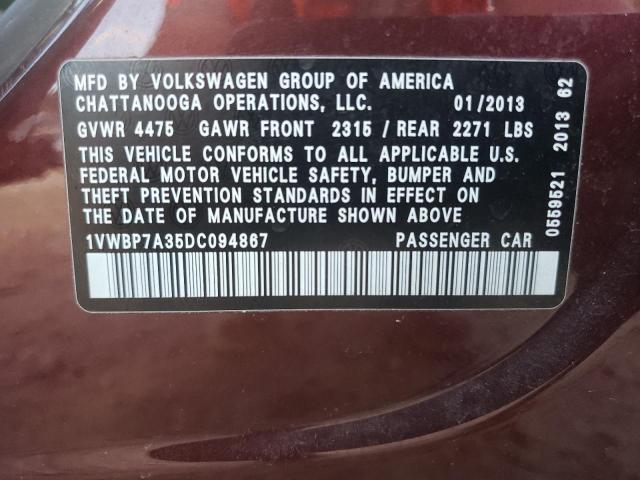 MFD BY VOLKSWAGEN GROUP OF AMERICA
CHATTANOOGA OPERATIONS, LLC. 01/2013
GVWR 4475 GAWR FRONT 2315 / REAR 2271 LBS
THIS VEHICLE CONFORMS TO ALL APPLICABLE U.S.
FEDERAL MOTOR VEHICLE SAFETY, BUMPER AND
THEFT PREVENTION STANDARDS IN EFFECT ON
THE DATE OF MANUFACTURE SHOWN ABOVE
1VWBP7A35DC094867 PASSENGER CAR
0559521 2013 62